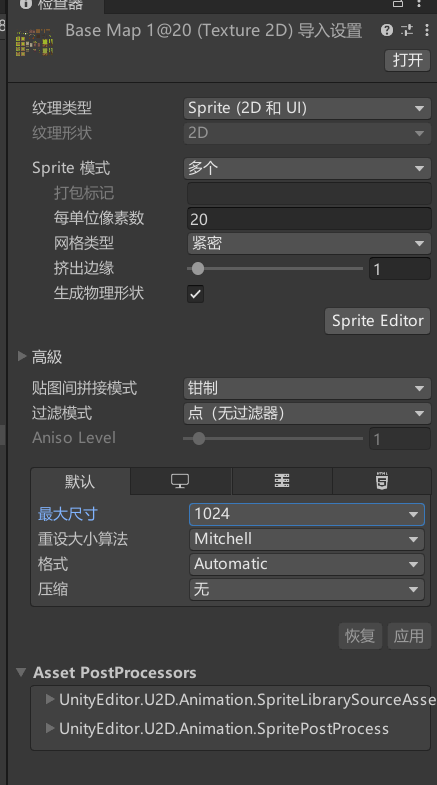 检查器
Base Map 1@20 (Texture 2D) 导入设置
打开
纹理类型 Sprite (2D 和 UI)
纹理形状 2D
Sprite 模式 多个
打包标记
每单位像素数 20
网格类型 紧密
挤出边缘 1
生成物理形状
Sprite Editor
高级
贴图间拼接模式 钳制
过滤模式 点（无过滤器）
Aniso Level 1
默认
最大尺寸 1024
重设大小算法 Mitchell
格式 Automatic
压缩 无
恢复 应用
Asset PostProcessors
UnityEditor.U2D.Animation.SpriteLibrarySourceAsse
UnityEditor.U2D.Animation.SpritePostProcess